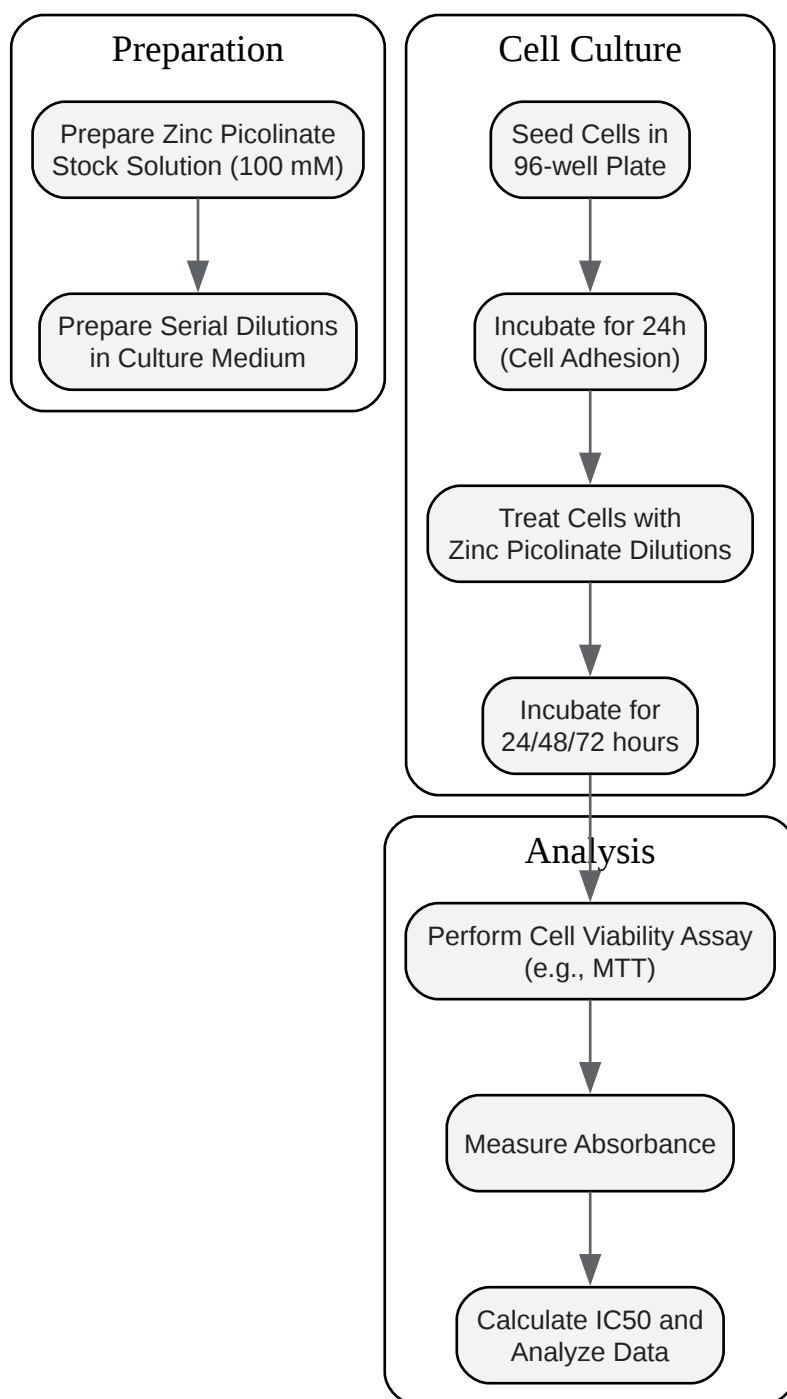 Preparation
Prepare Zinc Picolinate
Stock Solution (100 mM)
Prepare Serial Dilutions
in Culture Medium
Cell Culture
Seed Cells in
96-well Plate
Incubate for 24h
(Cell Adhesion)
Treat Cells with
Zinc Picolinate Dilutions
Incubate for
24/48/72 hours
Analysis
Perform Cell Viability Assay
(e.g., MTT)
Measure Absorbance
Calculate IC50 and
Analyze Data